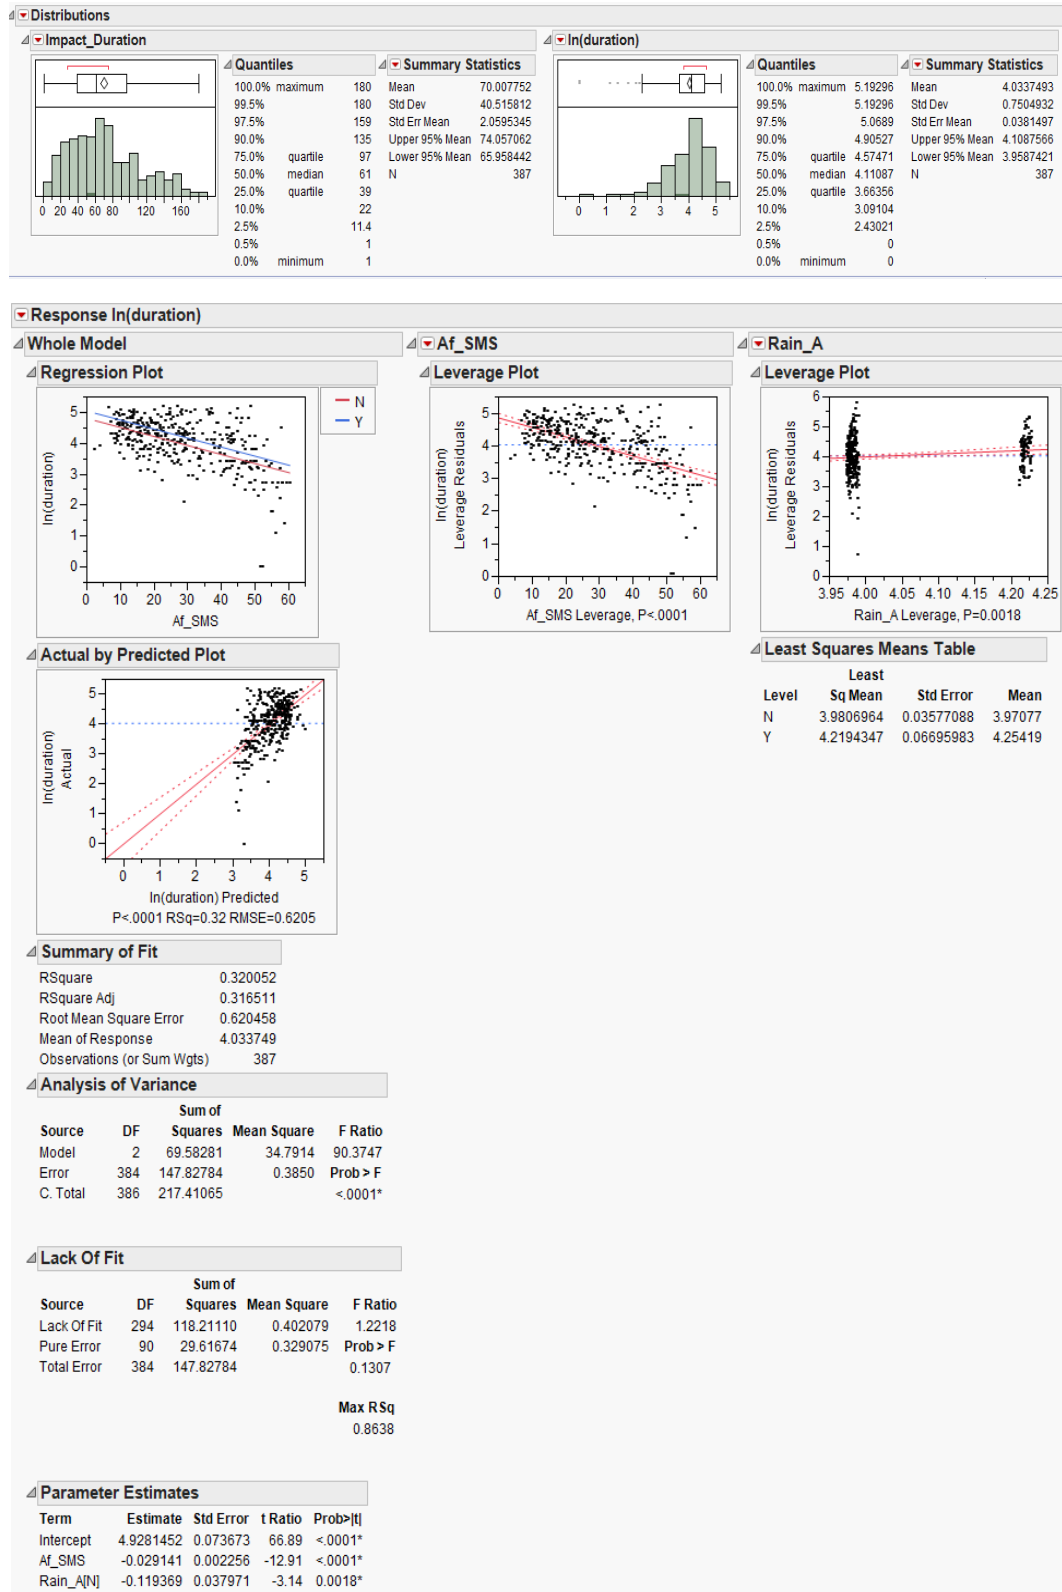 Distributions
Impact_Duration
Quantiles
100.0% maximum 180
99.5% 180
97.5% 159
90.0% 135
75.0% quartile 97
50.0% median 61
25.0% quartile 39
10.0% 22
2.5% 11.4
0.5% 1
0.0% minimum 1
Summary Statistics
Mean 70.007752
Std Dev 40.515812
Std Err Mean 2.0595345
Upper 95% Mean 74.057062
Lower 95% Mean 65.958442
N 387
0 20 40 60 80 120 160
ln(duration)
Quantiles
100.0% maximum 5.19296
99.5% 5.19296
97.5% 5.0689
90.0% 4.90527
75.0% quartile 4.57471
50.0% median 4.11087
25.0% quartile 3.66356
10.0% 3.09104
2.5% 2.43021
0.5% 0
0.0% minimum 0
Summary Statistics
Mean 4.0337493
Std Dev 0.7504932
Std Err Mean 0.0381497
Upper 95% Mean 4.1087566
Lower 95% Mean 3.9587421
N 387
0 1 2 3 4 5
Response ln(duration)
Whole Model
Regression Plot
N
Y
ln(duration)
5
4
3
2
1
0
0 10 20 30 40 50 60
Af_SMS
Af_SMS
Leverage Plot
ln(duration)
Leverage Residuals
5
4
3
2
1
0
0 10 20 30 40 50 60
Af_SMS Leverage, P<.0001
Rain_A
Leverage Plot
ln(duration)
Leverage Residuals
6
5
4
3
2
1
0
3.95 4.00 4.05 4.10 4.15 4.20 4.25
Rain_A Leverage, P=0.0018
Least Squares Means Table
Least
Level Sq Mean Std Error Mean
N 3.9806964 0.03577088 3.97077
Y 4.2194347 0.06695983 4.25419
Actual by Predicted Plot
ln(duration)
Actual
5
4
3
2
1
0
0 1 2 3 4 5
ln(duration) Predicted
P<.0001 RSq=0.32 RMSE=0.6205
Summary of Fit
RSquare 0.320052
RSquare Adj 0.316511
Root Mean Square Error 0.620458
Mean of Response 4.033749
Observations (or Sum Wgts) 387
Analysis of Variance
Sum of
Source DF Squares Mean Square F Ratio
Model 2 69.58281 34.7914 90.3747
Error 384 147.82784 0.3850 Prob > F
C. Total 386 217.41065 <.0001*
Lack Of Fit
Sum of
Source DF Squares Mean Square F Ratio
Lack Of Fit 294 118.21110 0.402079 1.2218
Pure Error 90 29.61674 0.329075 Prob > F
Total Error 384 147.82784 0.1307
Max RSq
0.8638
Parameter Estimates
Term Estimate Std Error t Ratio Prob>|t|
Intercept 4.9281452 0.073673 66.89 <.0001*
Af_SMS -0.029141 0.002256 -12.91 <.0001*
Rain_A[N] -0.119369 0.037971 -3.14 0.0018*